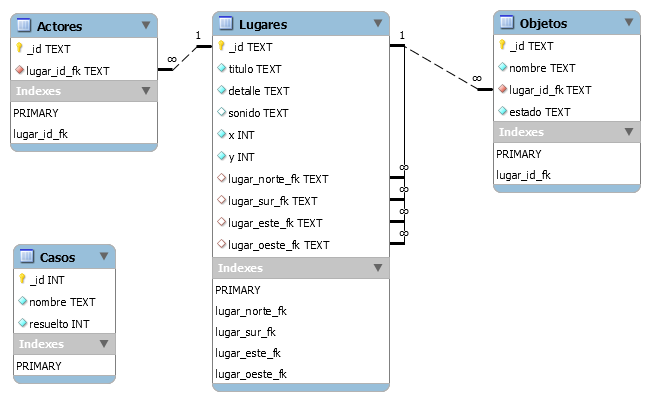 Actores
_id TEXT
lugar_id_fk TEXT
Indexes
PRIMARY
lugar_id_fk
1
∞
Lugares
_id TEXT
titulo TEXT
detalle TEXT
sonido TEXT
x INT
y INT
lugar_norte_fk TEXT
lugar_sur_fk TEXT
lugar_este_fk TEXT
lugar_oeste_fk TEXT
Indexes
PRIMARY
lugar_norte_fk
lugar_sur_fk
lugar_este_fk
lugar_oeste_fk
1
∞
∞
∞
∞
∞
Objetos
_id TEXT
nombre TEXT
lugar_id_fk TEXT
estado TEXT
Indexes
PRIMARY
lugar_id_fk
Casos
_id INT
nombre TEXT
resuelto INT
Indexes
PRIMARY